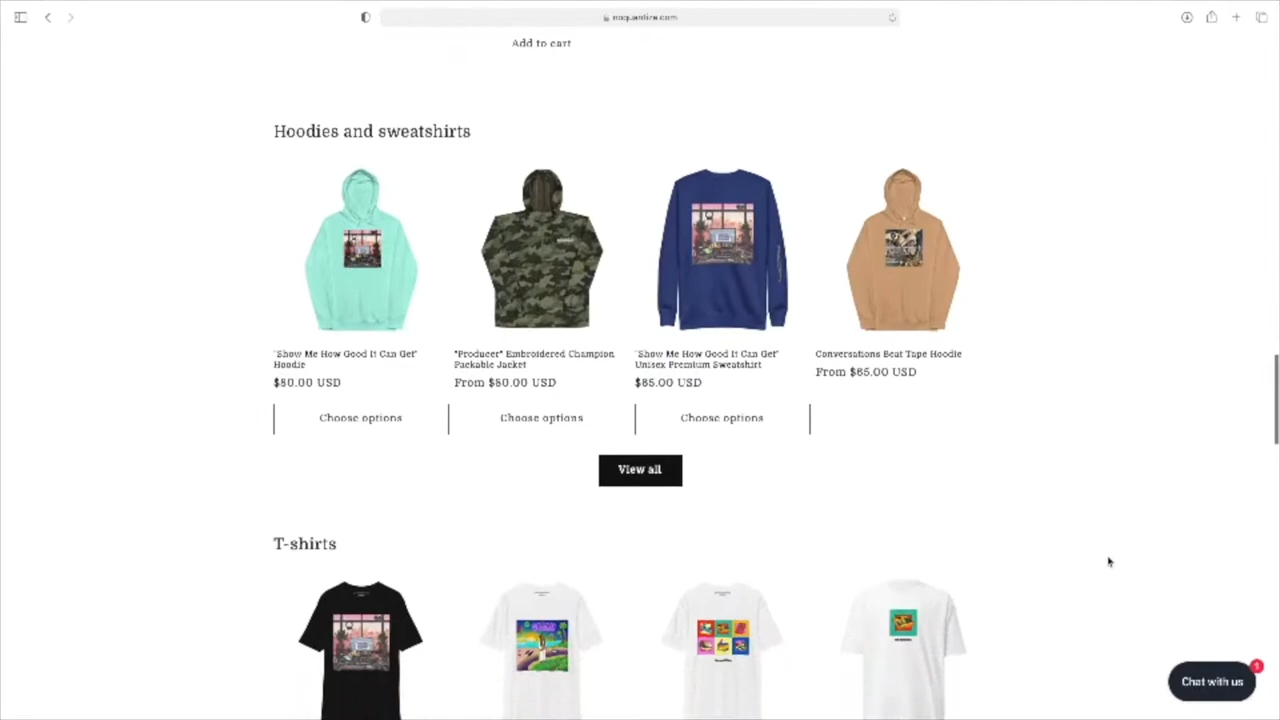 noquantize.com
Add to cart
Hoodies and sweatshirts
"Show Me How Good It Can Get"
Hoodie
$80.00 USD
"Producer" Embroidered Champion
Packable Jacket
From $80.00 USD
"Show Me How Good It Can Get"
Unisex Premium Sweatshirt
$65.00 USD
Conversations Beat Tape Hoodie
From $65.00 USD
Choose options
Choose options
Choose options
View all
T-shirts
1
Chat with us